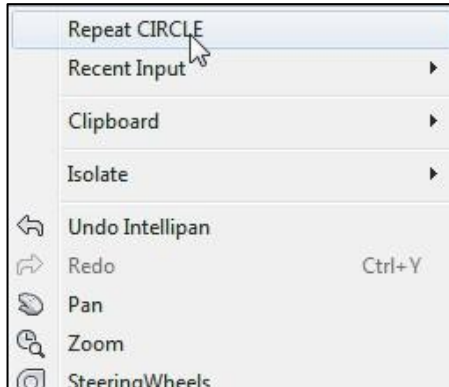 Repeat CIRCLE
Recent Input
Clipboard
Isolate
Undo Intellipan
Redo Ctrl+Y
Pan
Zoom
SteeringWheels